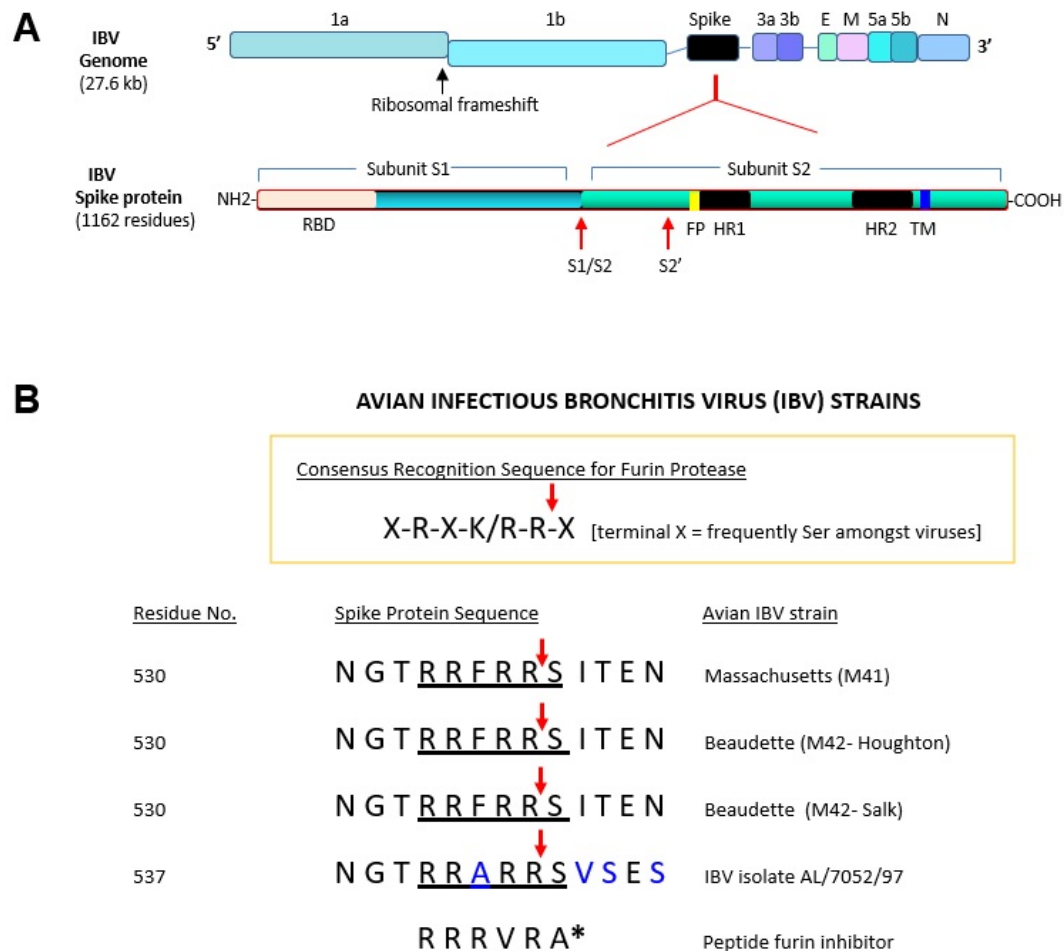 A
IBV
Genome
(27.6 kb)
5’
1a
1b
Spike
3a 3b
E M 5a 5b N
3’
Ribosomal frameshift
IBV
Spike protein
(1162 residues)
Subunit S1
Subunit S2
NH2-
-COOH
RBD
FP HR1
HR2 TM
S1/S2
S2’
B
AVIAN INFECTIOUS BRONCHITIS VIRUS (IBV) STRAINS
Consensus Recognition Sequence for Furin Protease
X-R-X-K/R-R-X [terminal X = frequently Ser amongst viruses]
Residue No. Spike Protein Sequence Avian IBV strain
530 N G T R R F R R S I T E N Massachusetts (M41)
530 N G T R R F R R S I T E N Beaudette (M42- Houghton)
530 N G T R R F R R S I T E N Beaudette (M42- Salk)
537 N G T R R A R R S V S E S IBV isolate AL/7052/97
R R R V R A* Peptide furin inhibitor